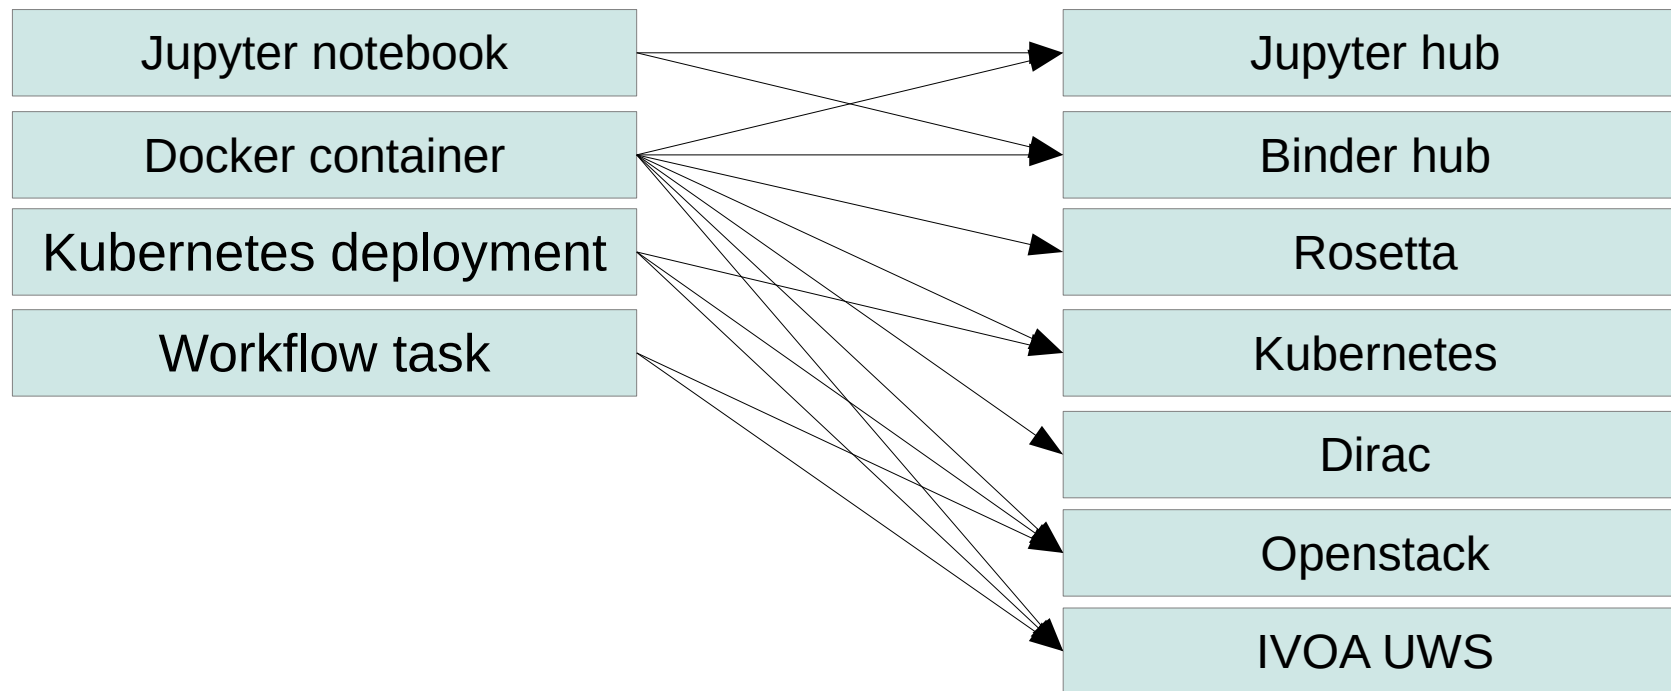 Jupyter notebook
Docker container
Kubernetes deployment
Workflow task
Jupyter hub
Binder hub
Rosetta
Kubernetes
Dirac
Openstack
IVOA UWS